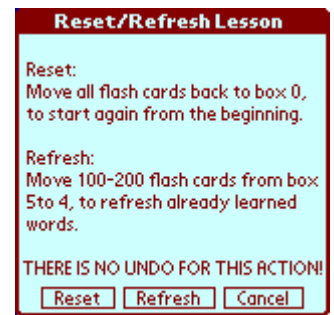 Reset/Refresh Lesson
Reset:
Move all flash cards back to box 0,
to start again from the beginning.
Refresh:
Move 100-200 flash cards from box
5to 4, to refresh already learned
words.
THERE IS NO UNDO FOR THIS ACTION!
Reset Refresh Cancel